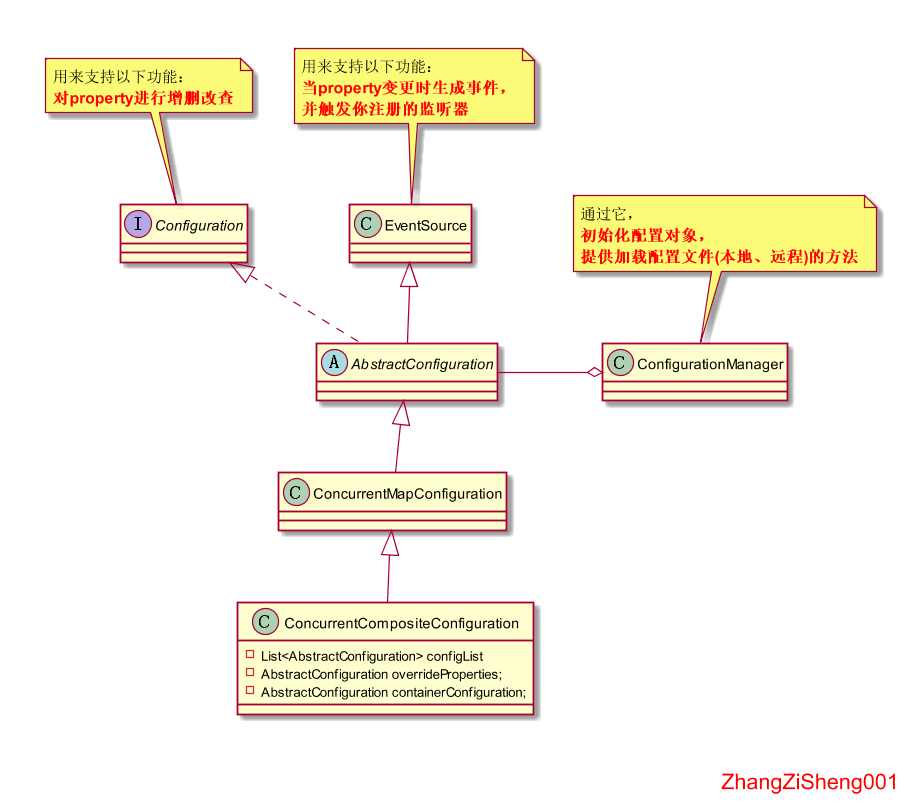 用来支持以下功能：
对property进行增删改查
用来支持以下功能：
当property变更时生成事件，
并触发你注册的监听器
I Configuration
C EventSource
通过它，
初始化配置对象，
提供加载配置文件(本地、远程)的方法
A AbstractConfiguration
C ConfigurationManager
C ConcurrentMapConfiguration
C ConcurrentCompositeConfiguration
List<AbstractConfiguration> configList
AbstractConfiguration overrideProperties;
AbstractConfiguration containerConfiguration;
ZhangZiSheng001